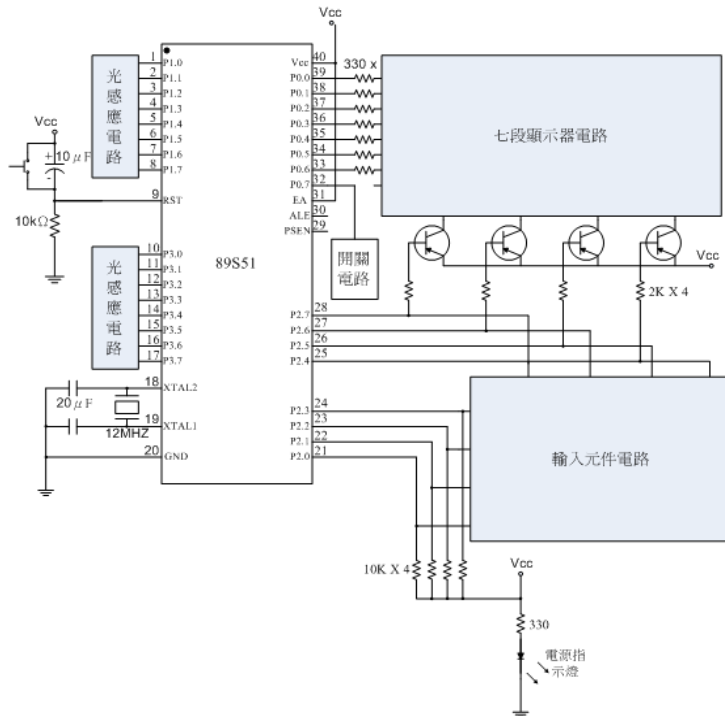 Vcc
1
P1.0
2
P1.1
3
P1.2
4
P1.3
5
P1.4
6
P1.5
7
P1.6
8
P1.7
光感應電路
Vcc
+
10μF
-
9
RST
10kΩ
10
P3.0
11
P3.1
12
P3.2
13
P3.3
14
P3.4
15
P3.5
16
P3.6
17
P3.7
光感應電路
18
XTAL2
20μF
19
XTAL1
12MHZ
20
GND
89S51
Vcc
40
P0.0
39
P0.1
38
P0.2
37
P0.3
36
P0.4
35
P0.5
34
P0.6
33
P0.7
32
EA
31
ALE
30
PSEN
29
330 x
七段顯示器電路
開關
電路
Vcc
2K X 4
P2.7
28
P2.6
27
P2.5
26
P2.4
25
P2.3
24
P2.2
23
P2.1
22
P2.0
21
輸入元件電路
10K X 4
Vcc
330
電源指
示燈